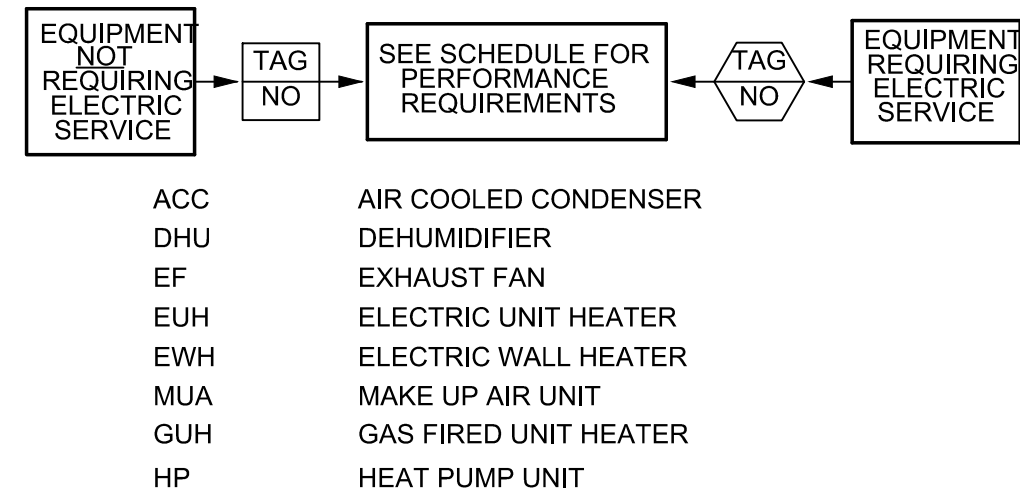 EQUIPMENT
NOT
REQUIRING
ELECTRIC
SERVICE
TAG
NO
SEE SCHEDULE FOR
PERFORMANCE
REQUIREMENTS
TAG
NO
EQUIPMENT
REQUIRING
ELECTRIC
SERVICE
ACC AIR COOLED CONDENSER
DHU DEHUMIDIFIER
EF EXHAUST FAN
EUH ELECTRIC UNIT HEATER
EWH ELECTRIC WALL HEATER
MUA MAKE UP AIR UNIT
GUH GAS FIRED UNIT HEATER
HP HEAT PUMP UNIT